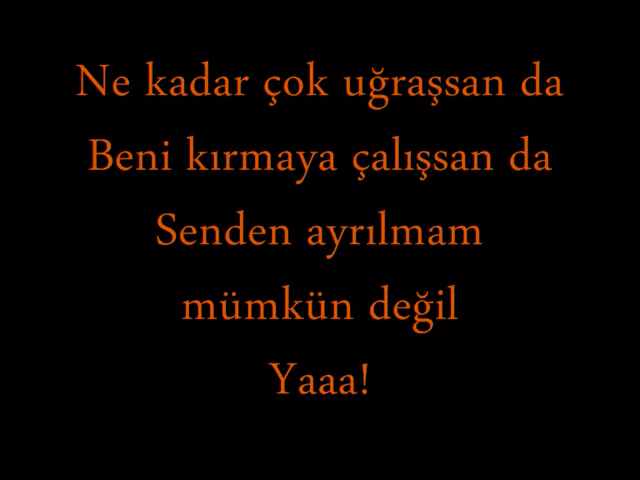 Ne kadar çok uğraşsan da
Beni kırmaya çalışsan da
Senden ayrılmam
mümkün değil
Yaaa!